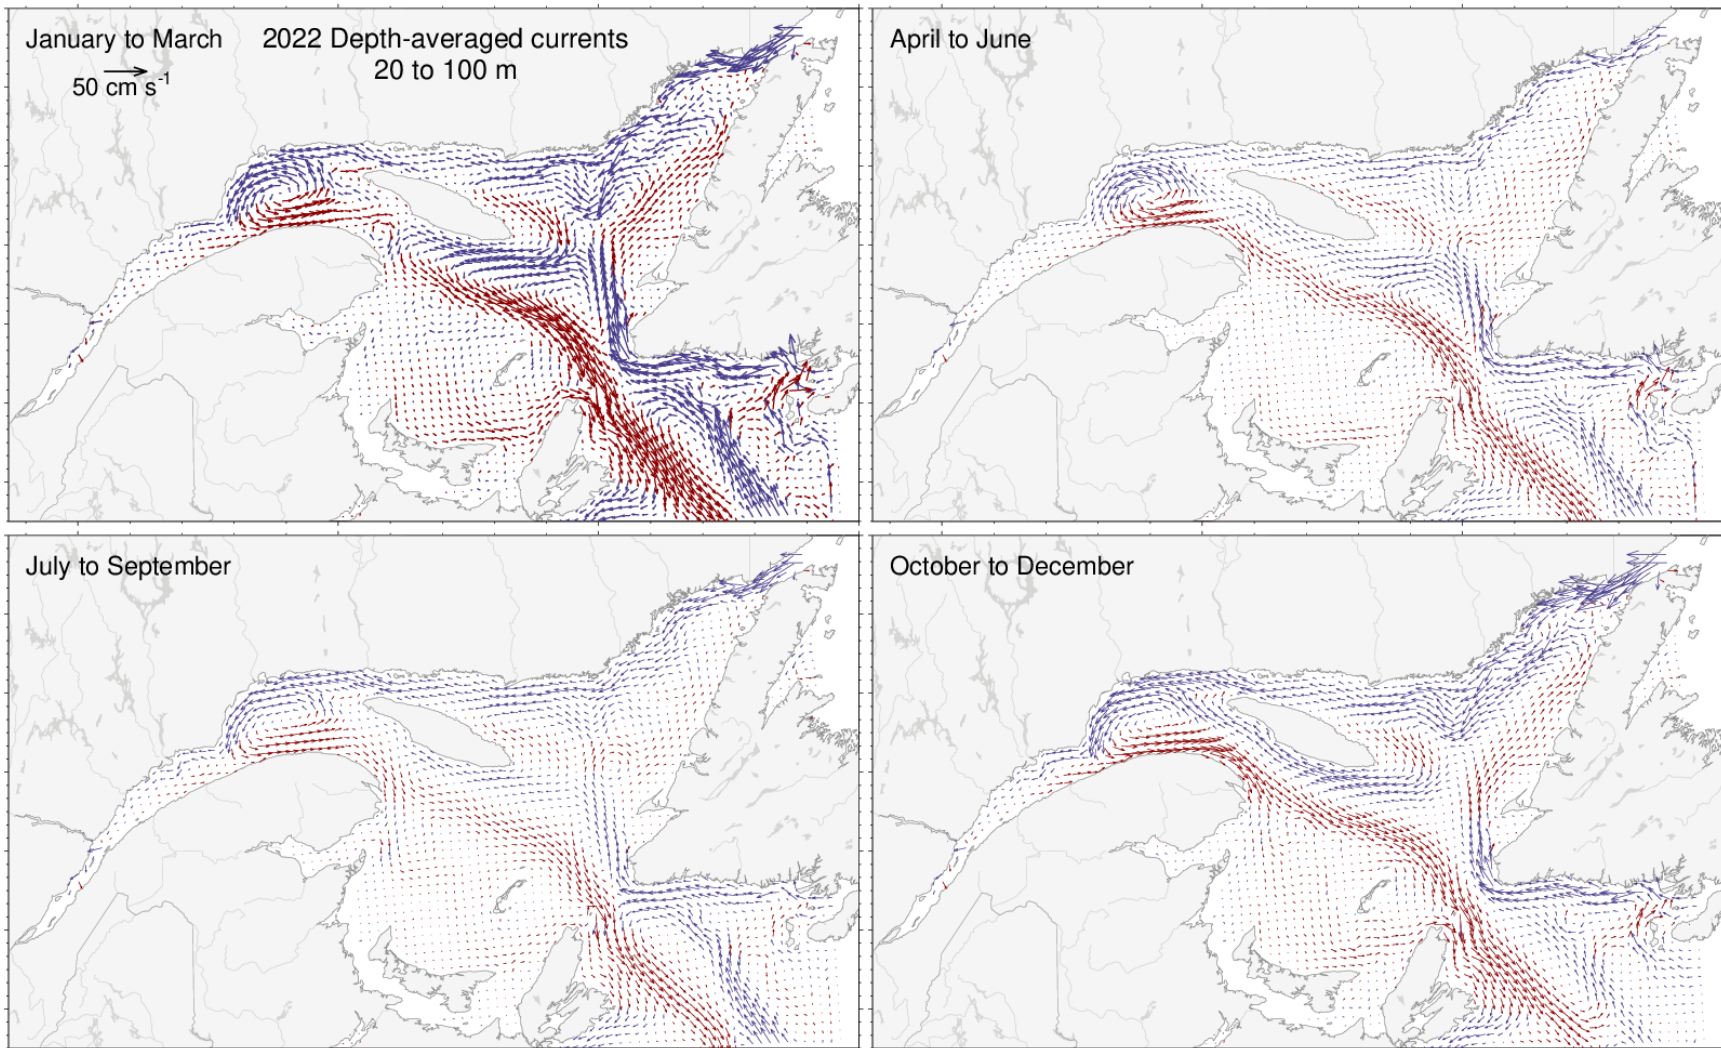 January to March
2022 Depth-averaged currents
20 to 100 m
50 cm s⁻¹
April to June
July to September
October to December